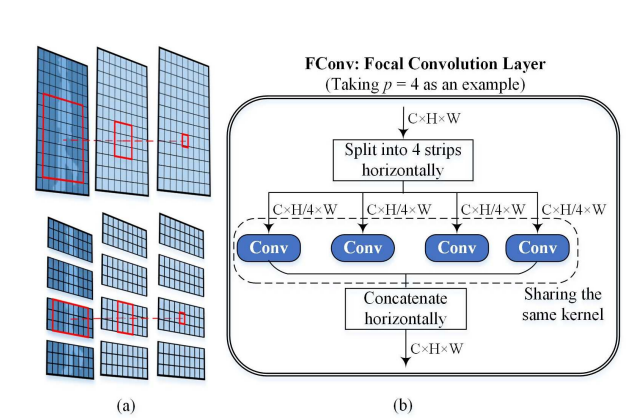 FConv: Focal Convolution Layer
(Taking p = 4 as an example)
C×H×W
Split into 4 strips
horizontally
C×H/4×W C×H/4×W C×H/4×W C×H/4×W
Conv Conv Conv Conv
Concatenate
horizontally
Sharing the
same kernel
C×H×W
(a) (b)